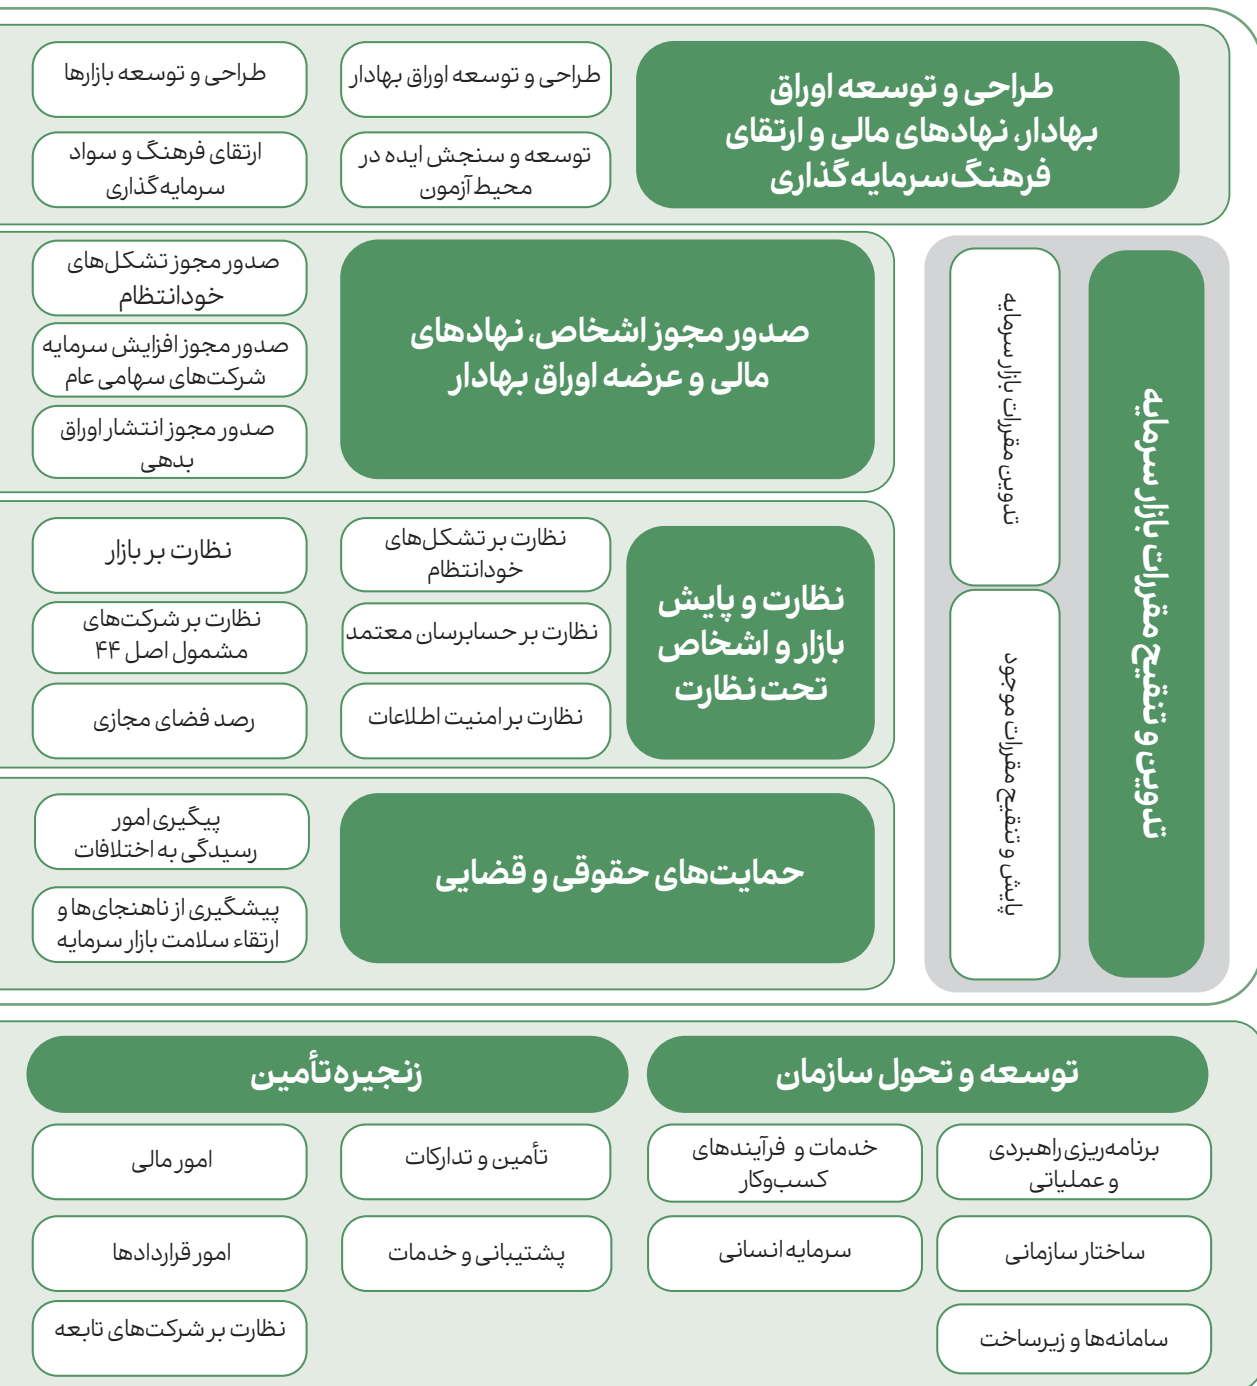 طراحی و توسعه اوراق
بهادار، نهادهای مالی و ارتقای
فرهنگ سرمایه‌گذاری
طراحی و توسعه اوراق بهادار
طراحی و توسعه بازارها
توسعه و سنجش ایده در
محیط آزمون
ارتقای فرهنگ و سواد
سرمایه‌گذاری
تدوین و تنقیح مقررات بازار سرمایه
تدوین مقررات بازار سرمایه
پایش و تنقیح مقررات موجود
صدور مجوز اشخاص، نهادهای
مالی و عرضه اوراق بهادار
صدور مجوز تشکل‌های
خودانتظام
صدور مجوز افزایش سرمایه
شرکت‌های سهامی عام
صدور مجوز انتشار اوراق
بدهی
نظارت و پایش
بازار و اشخاص
تحت نظارت
نظارت بر تشکل‌های
خودانتظام
نظارت بر بازار
نظارت بر حسابرسان معتمد
نظارت بر شرکت‌های
مشمول اصل ۴۴
نظارت بر امنیت اطلاعات
رصد فضای مجازی
حمایت‌های حقوقی و قضایی
پیگیری امور
رسیدگی به اختلافات
پیشگیری از ناهنجای‌ها و
ارتقاء سلامت بازار سرمایه
توسعه و تحول سازمان
برنامه‌ریزی راهبردی
و عملیاتی
خدمات و فرآیندهای
کسب‌وکار
ساختار سازمانی
سرمایه انسانی
سامانه‌ها و زیرساخت
زنجیره تأمین
تأمین و تدارکات
امور مالی
پشتیبانی و خدمات
امور قراردادها
نظارت بر شرکت‌های تابعه